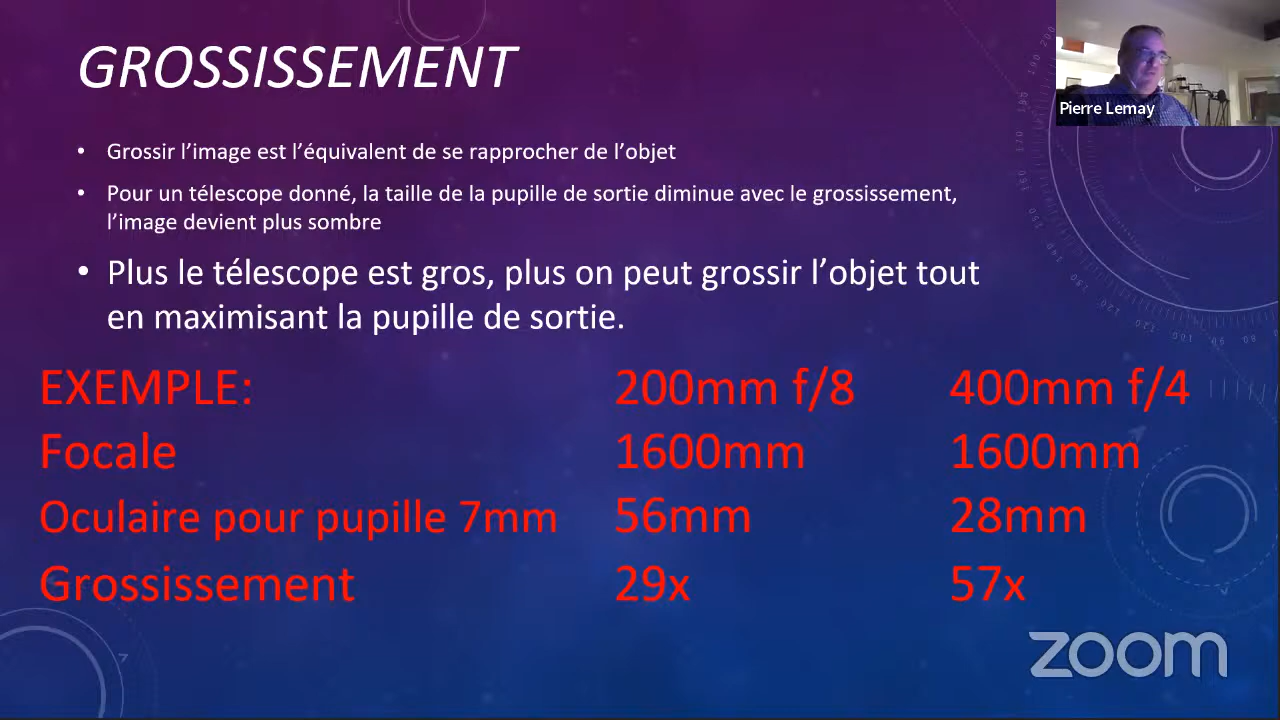 GROSSISSEMENT
Pierre Lemay
• Grossir l’image est l’équivalent de se rapprocher de l’objet
• Pour un télescope donné, la taille de la pupille de sortie diminue avec le grossissement,
l’image devient plus sombre
• Plus le télescope est gros, plus on peut grossir l’objet tout
en maximisant la pupille de sortie.
EXEMPLE: 200mm f/8 400mm f/4
Focale 1600mm 1600mm
Oculaire pour pupille 7mm 56mm 28mm
Grossissement 29x 57x
zoom